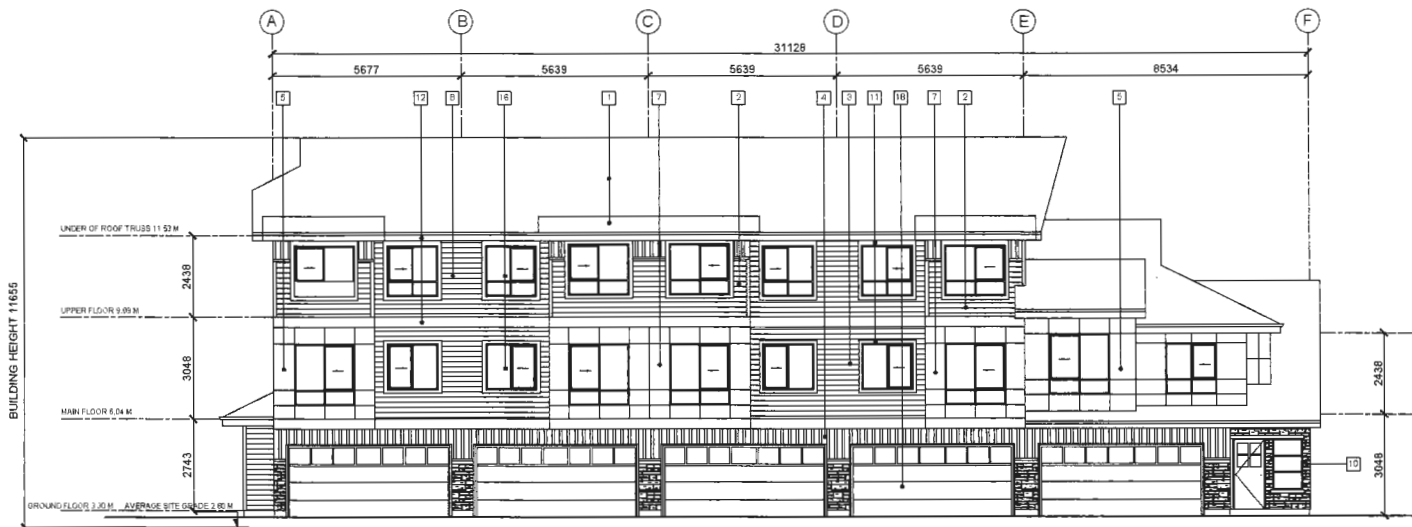 A B C D E F
31128
5677 5639 5639 5639 8534
5 12 8 16 1 7 2 4 3 11 18 7 2 5
BUILDING HEIGHT 11655
UNDER OF ROOF TRUSS 11.53 M
2438
UPPER FLOOR 9.09 M
3048
2438
MAIN FLOOR 6.04 M
2743
3048
10
GROUND FLOOR 3.30 M AVERAGE SITE GRADE 2.60 M